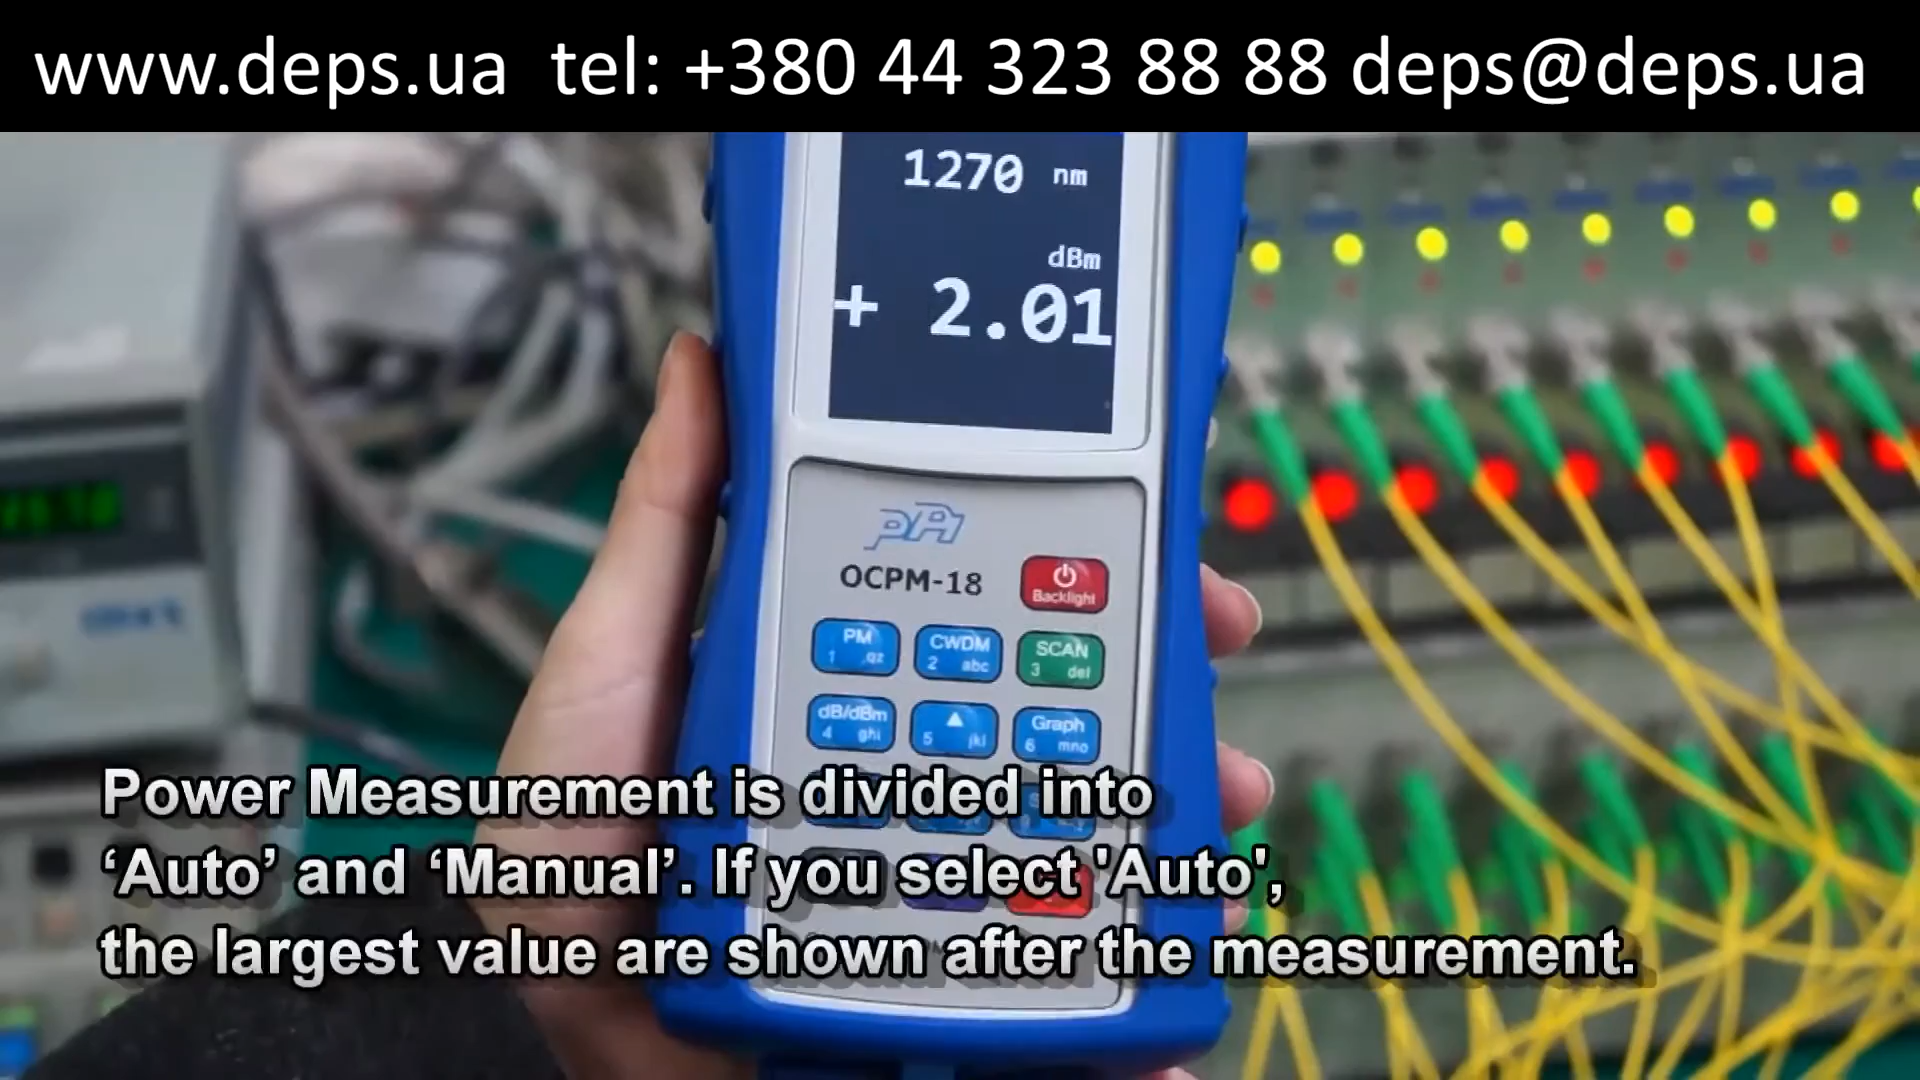 www.deps.ua tel: +380 44 323 88 88 deps@deps.ua
1270 nm
dBm
+ 2.01
PPI
OCPM-18
Backlight
PM
1 .qz
CWDM
2 abc
SCAN
3 del
dB/dBm
4 ghi
5 jkl
Graph
6 mno
Power Measurement is divided into
‘Auto’ and ‘Manual’. If you select 'Auto',
the largest value are shown after the measurement.